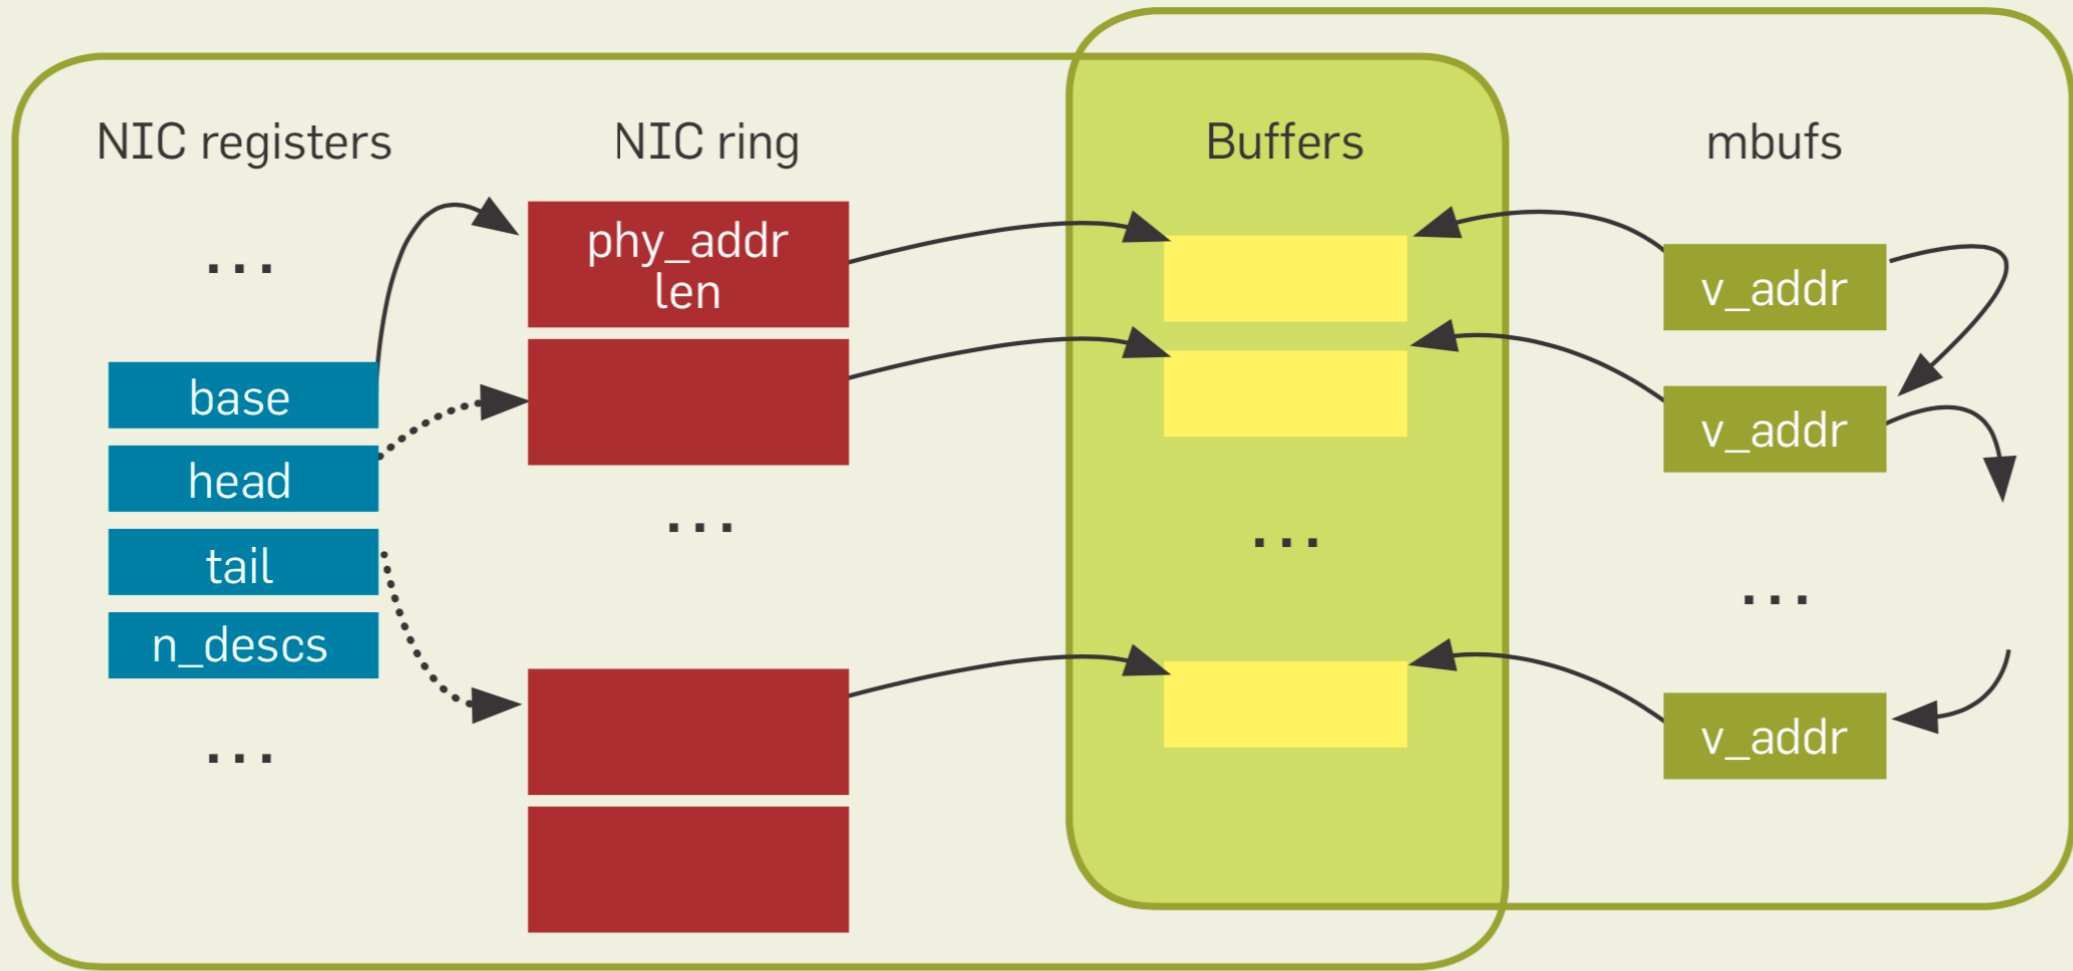 NIC registers
NIC ring
Buffers
mbufs
...
base
head
tail
n_descs
...
phy_addr
len
...
...
v_addr
v_addr
...
v_addr